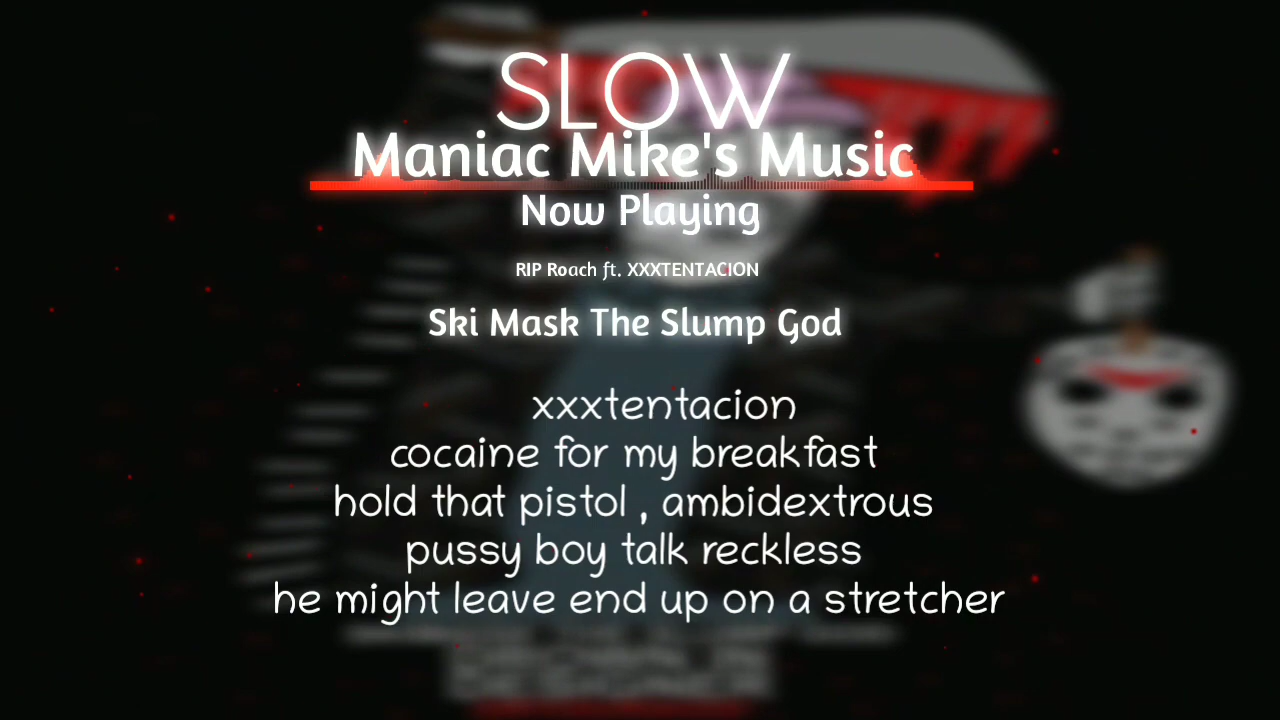 SLOW
Maniac Mike's Music
Now Playing
RIP Roach ft. XXXTENTACION
Ski Mask The Slump God
xxxtentacion
cocaine for my breakfast
hold that pistol , ambidextrous
pussy boy talk reckless
he might leave end up on a stretcher